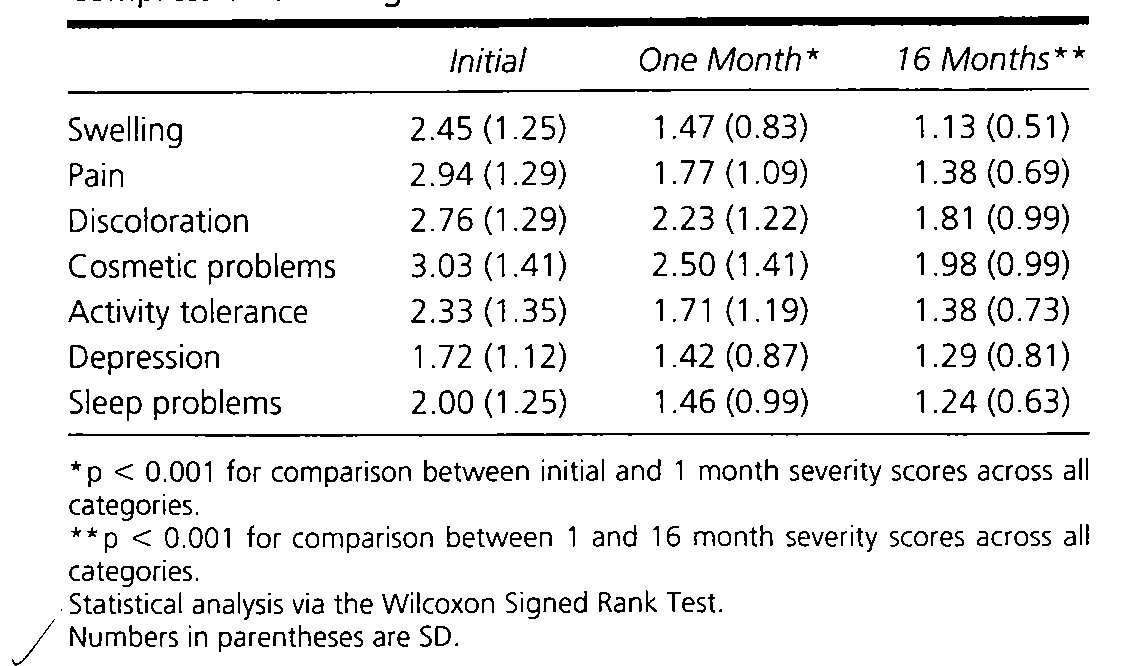 Initial One Month* 16 Months**
Swelling 2.45 (1.25) 1.47 (0.83) 1.13 (0.51)
Pain 2.94 (1.29) 1.77 (1.09) 1.38 (0.69)
Discoloration 2.76 (1.29) 2.23 (1.22) 1.81 (0.99)
Cosmetic problems 3.03 (1.41) 2.50 (1.41) 1.98 (0.99)
Activity tolerance 2.33 (1.35) 1.71 (1.19) 1.38 (0.73)
Depression 1.72 (1.12) 1.42 (0.87) 1.29 (0.81)
Sleep problems 2.00 (1.25) 1.46 (0.99) 1.24 (0.63)
*p < 0.001 for comparison between initial and 1 month severity scores across all
categories.
**p < 0.001 for comparison between 1 and 16 month severity scores across all
categories.
Statistical analysis via the Wilcoxon Signed Rank Test.
Numbers in parentheses are SD.